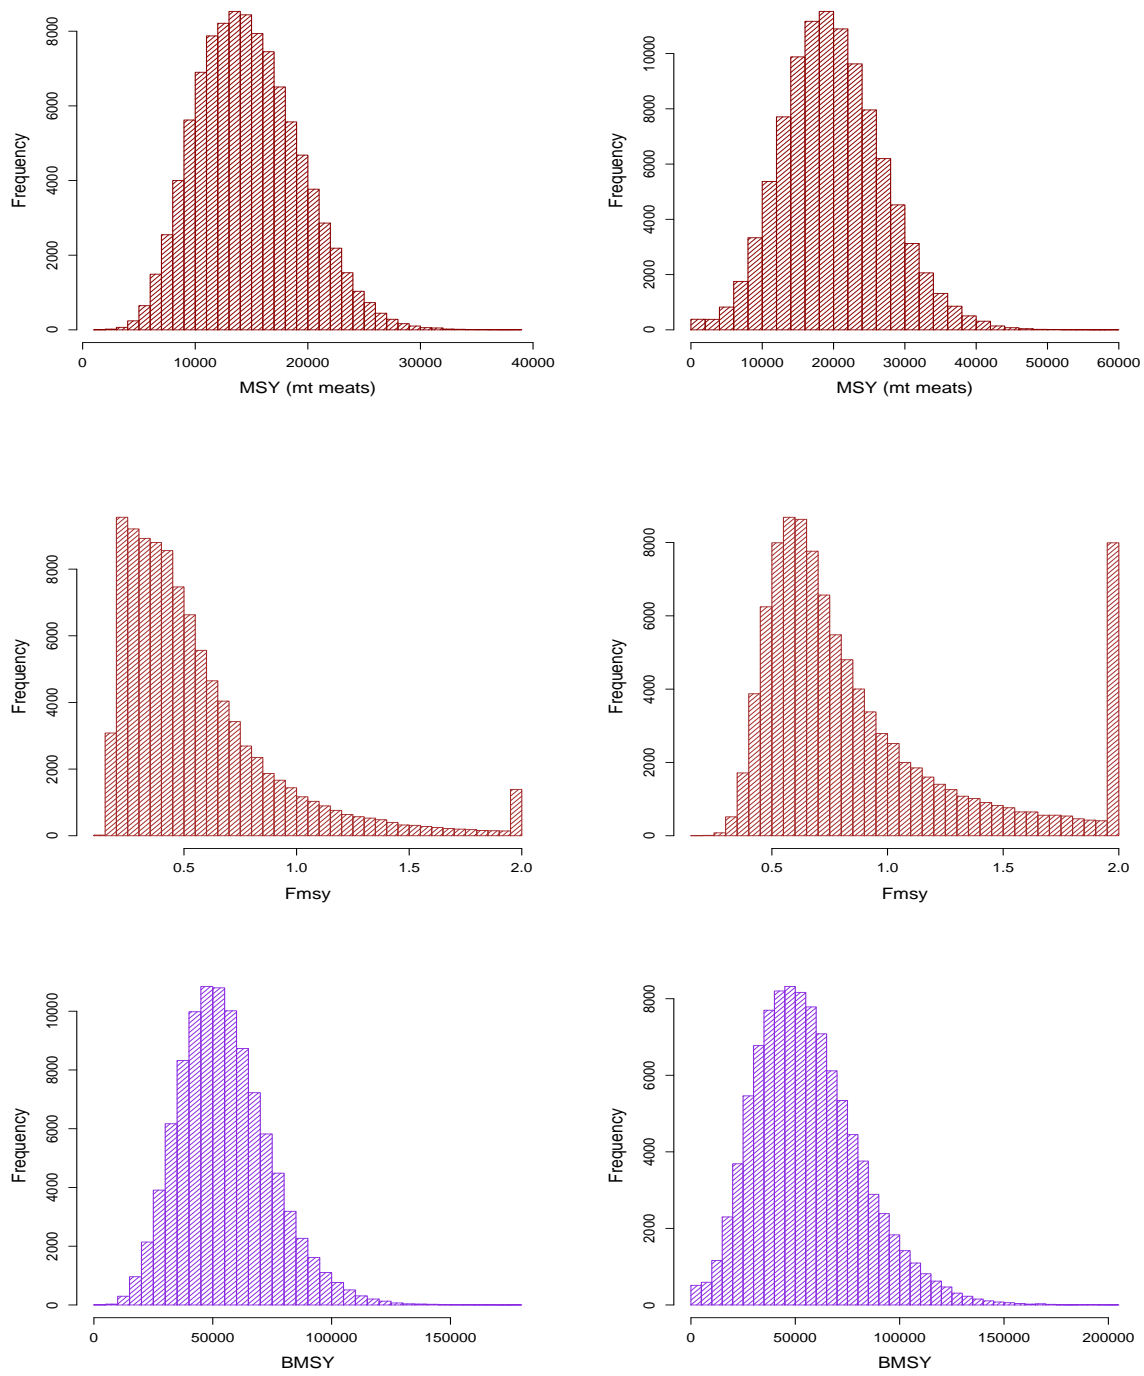 Frequency
0 2000 4000 6000 8000
0 10000 20000 30000 40000
MSY (mt meats)
Frequency
0 2000 4000 6000 8000 10000
0 10000 20000 30000 40000 50000 60000
MSY (mt meats)
Frequency
0 2000 4000 6000 8000
0.5 1.0 1.5 2.0
Fmsy
Frequency
0 2000 4000 6000 8000
0.5 1.0 1.5 2.0
Fmsy
Frequency
0 2000 4000 6000 8000 10000
0 50000 100000 150000
BMSY
Frequency
0 2000 4000 6000 8000
0 50000 100000 150000 200000
BMSY